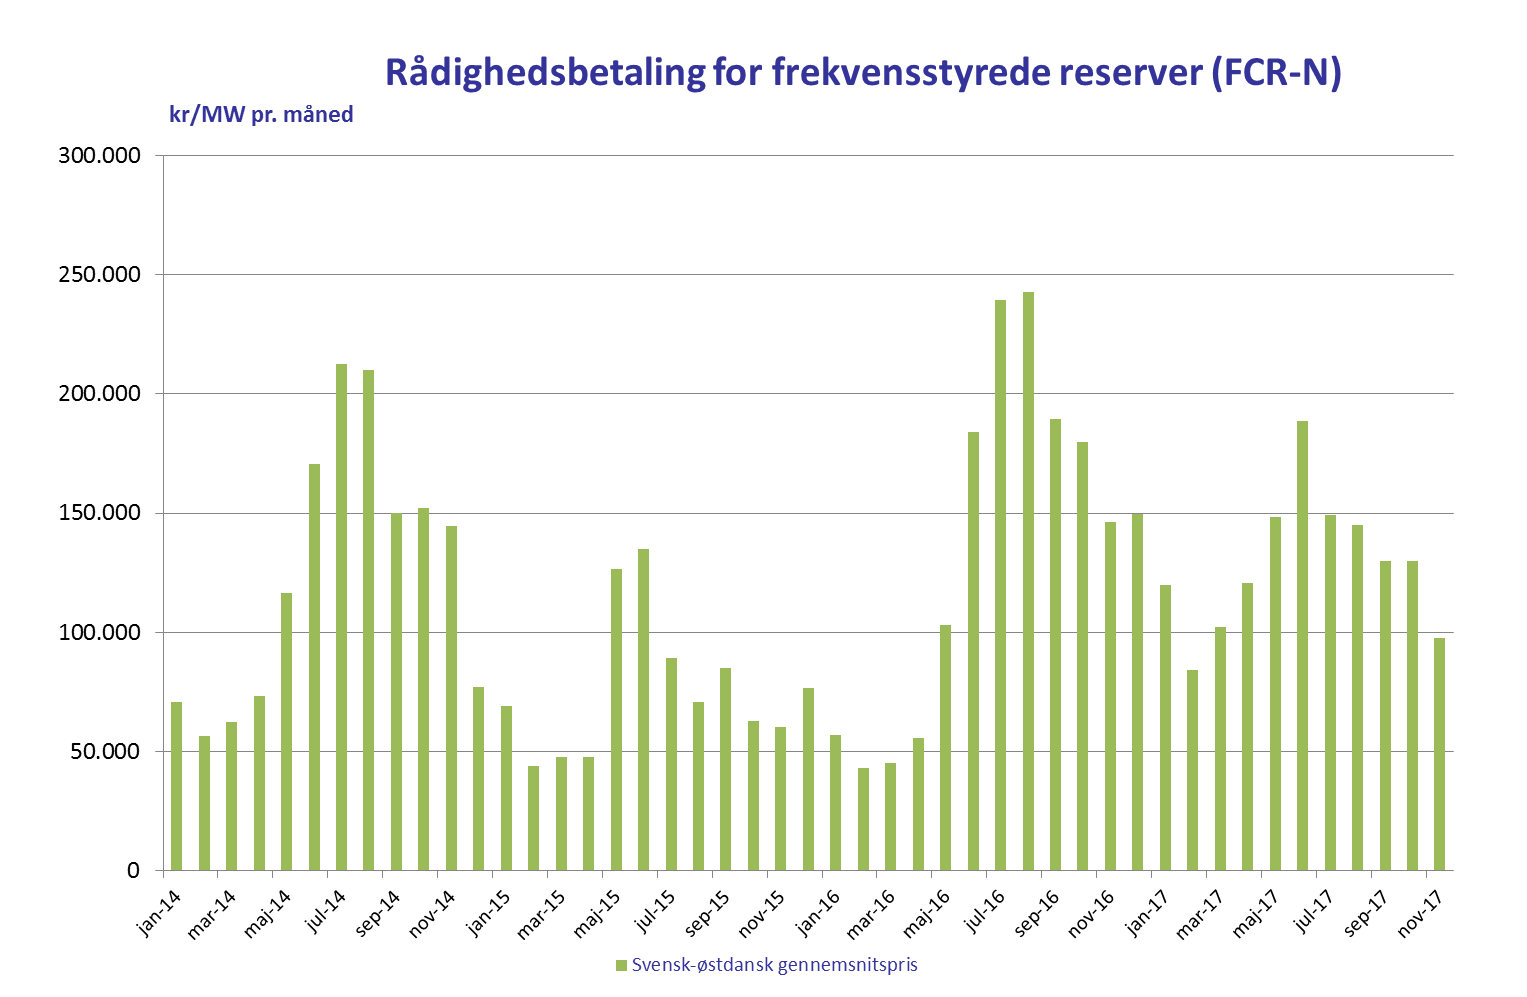 Rådighedsbetaling for frekvensstyrede reserver (FCR-N)
kr/MW pr. måned
300.000
250.000
200.000
150.000
100.000
50.000
0
jan-14
mar-14
maj-14
jul-14
sep-14
nov-14
jan-15
mar-15
maj-15
jul-15
sep-15
nov-15
jan-16
mar-16
maj-16
jul-16
sep-16
nov-16
jan-17
mar-17
maj-17
jul-17
sep-17
nov-17
Svensk-østdansk gennemsnitspris